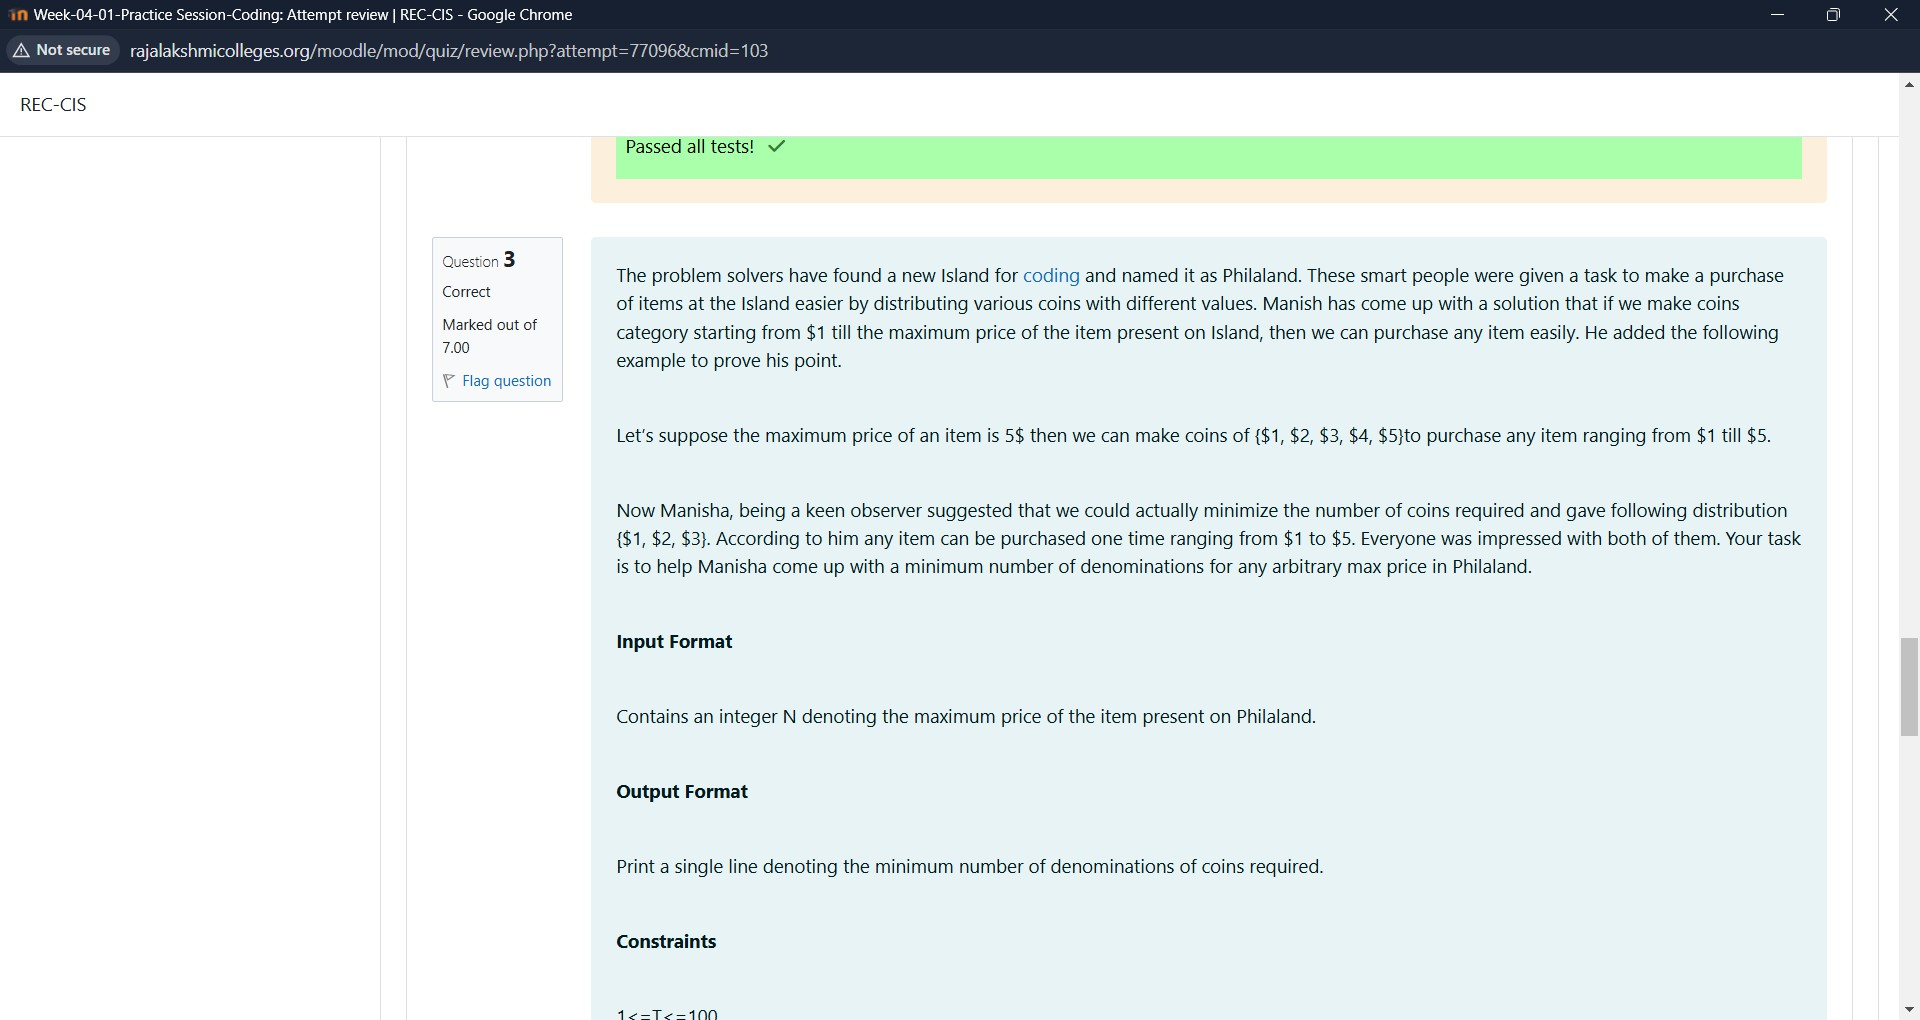 Week-04-01-Practice Session-Coding: Attempt review | REC-CIS - Google Chrome
Not secure rajalakshmicolleges.org/moodle/mod/quiz/review.php?attempt=77096&cmid=103
REC-CIS
Passed all tests!
Question 3
Correct
Marked out of
7.00
Flag question
The problem solvers have found a new Island for coding and named it as Philaland. These smart people were given a task to make a purchase
of items at the Island easier by distributing various coins with different values. Manish has come up with a solution that if we make coins
category starting from $1 till the maximum price of the item present on Island, then we can purchase any item easily. He added the following
example to prove his point.
Let's suppose the maximum price of an item is 5$ then we can make coins of {$1, $2, $3, $4, $5}to purchase any item ranging from $1 till $5.
Now Manisha, being a keen observer suggested that we could actually minimize the number of coins required and gave following distribution
{$1, $2, $3}. According to him any item can be purchased one time ranging from $1 to $5. Everyone was impressed with both of them. Your task
is to help Manisha come up with a minimum number of denominations for any arbitrary max price in Philaland.
Input Format
Contains an integer N denoting the maximum price of the item present on Philaland.
Output Format
Print a single line denoting the minimum number of denominations of coins required.
Constraints
1<=T<=100